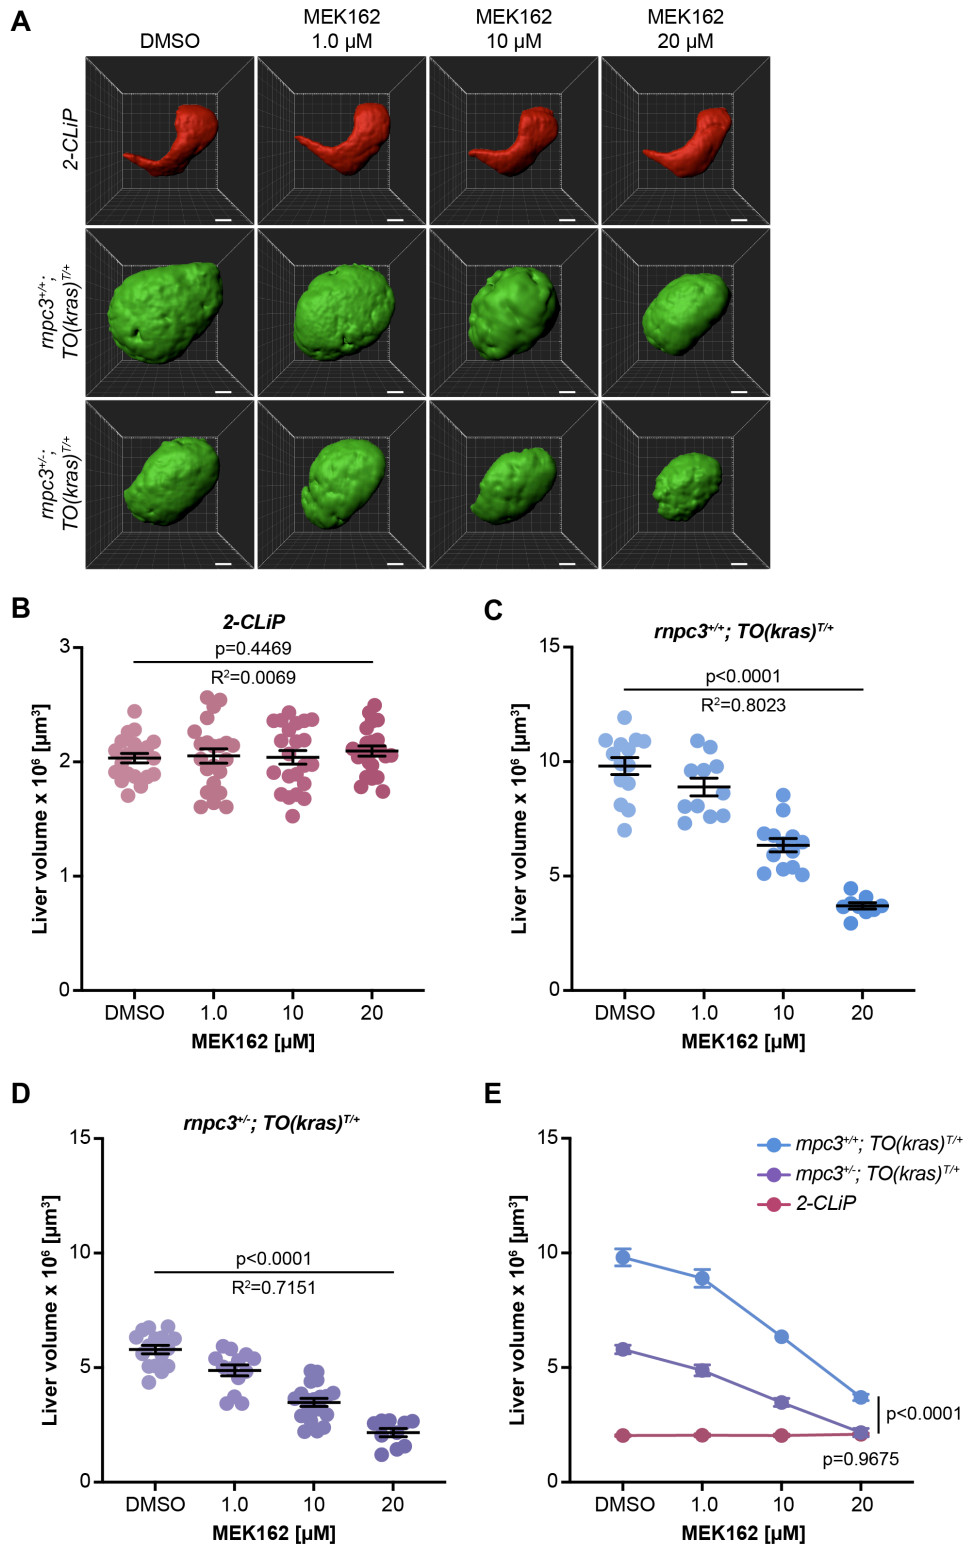 A
DMSO
MEK162
1.0 µM
MEK162
10 µM
MEK162
20 µM
2-CLiP
rnpc3+/+;
TO(kras)T/+
rnpc3+/-;
TO(kras)T/+
B
2-CLiP
p=0.4469
R²=0.0069
Liver volume x 10⁶ [µm³]
3
2
1
0
DMSO 1.0 10 20
MEK162 [µM]
C
rnpc3+/+; TO(kras)T/+
p<0.0001
R²=0.8023
Liver volume x 10⁶ [µm³]
15
10
5
0
DMSO 1.0 10 20
MEK162 [µM]
D
rnpc3+/-; TO(kras)T/+
p<0.0001
R²=0.7151
Liver volume x 10⁶ [µm³]
15
10
5
0
DMSO 1.0 10 20
MEK162 [µM]
E
rnpc3+/+; TO(kras)T/+
rnpc3+/-; TO(kras)T/+
2-CLiP
Liver volume x 10⁶ [µm³]
15
10
5
0
p<0.0001
p=0.9675
DMSO 1.0 10 20
MEK162 [µM]